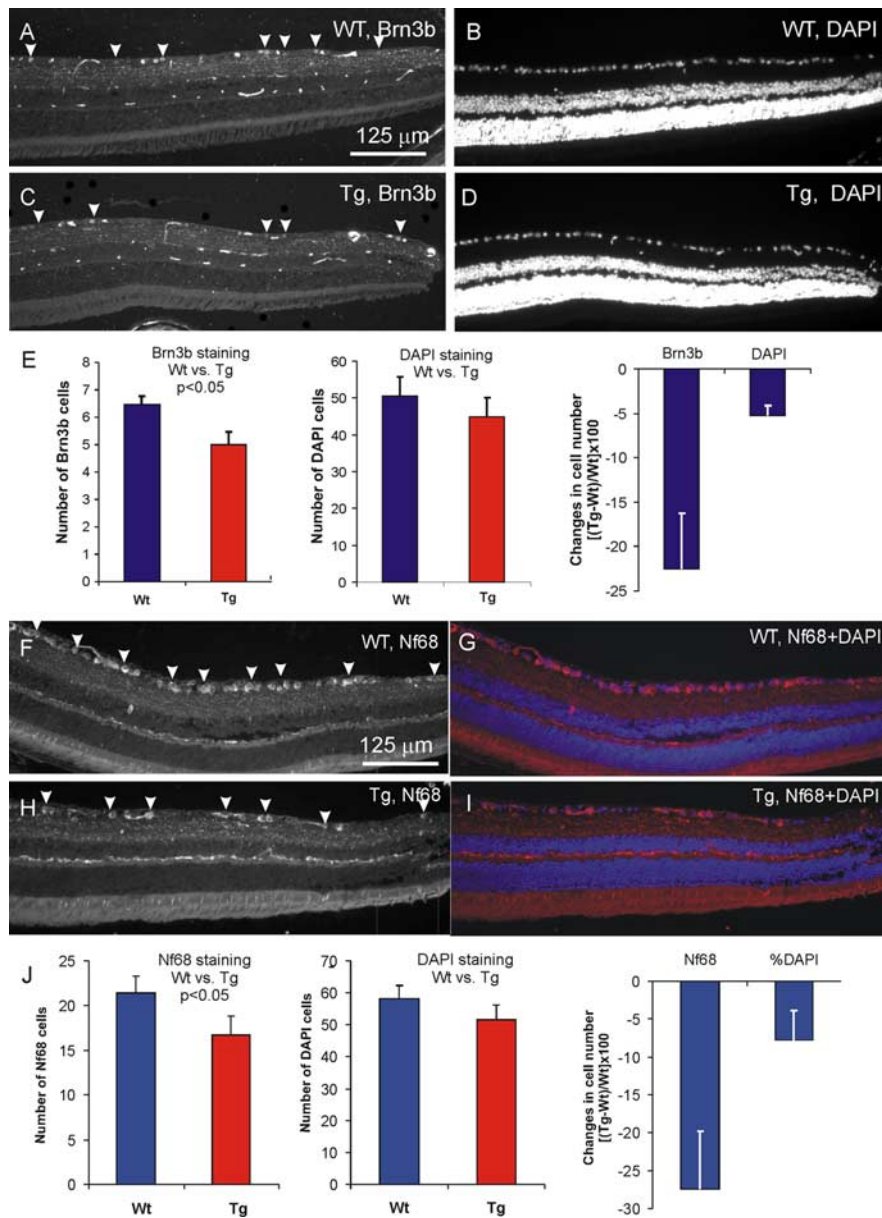 A
WT, Brn3b
125 μm
B
WT, DAPI
C
Tg, Brn3b
D
Tg, DAPI
E
Brn3b staining
Wt vs. Tg
p<0.05
Number of Brn3b cells
8
7
6
5
4
3
2
1
0
Wt
Tg
DAPI staining
Wt vs. Tg
Number of DAPI cells
60
50
40
30
20
10
0
Wt
Tg
Brn3b
DAPI
Changes in cell number
[(Tg-Wt)/Wt]x100
0
-5
-10
-15
-20
-25
F
WT, Nf68
125 μm
G
WT, Nf68+DAPI
H
Tg, Nf68
I
Tg, Nf68+DAPI
J
Nf68 staining
Wt vs. Tg
p<0.05
Number of Nf68 cells
25
20
15
10
5
0
Wt
Tg
DAPI staining
Wt vs. Tg
Number of DAPI cells
70
60
50
40
30
20
10
0
Wt
Tg
Nf68
%DAPI
Changes in cell number
[(Tg-Wt)/Wt]x100
0
-5
-10
-15
-20
-25
-30